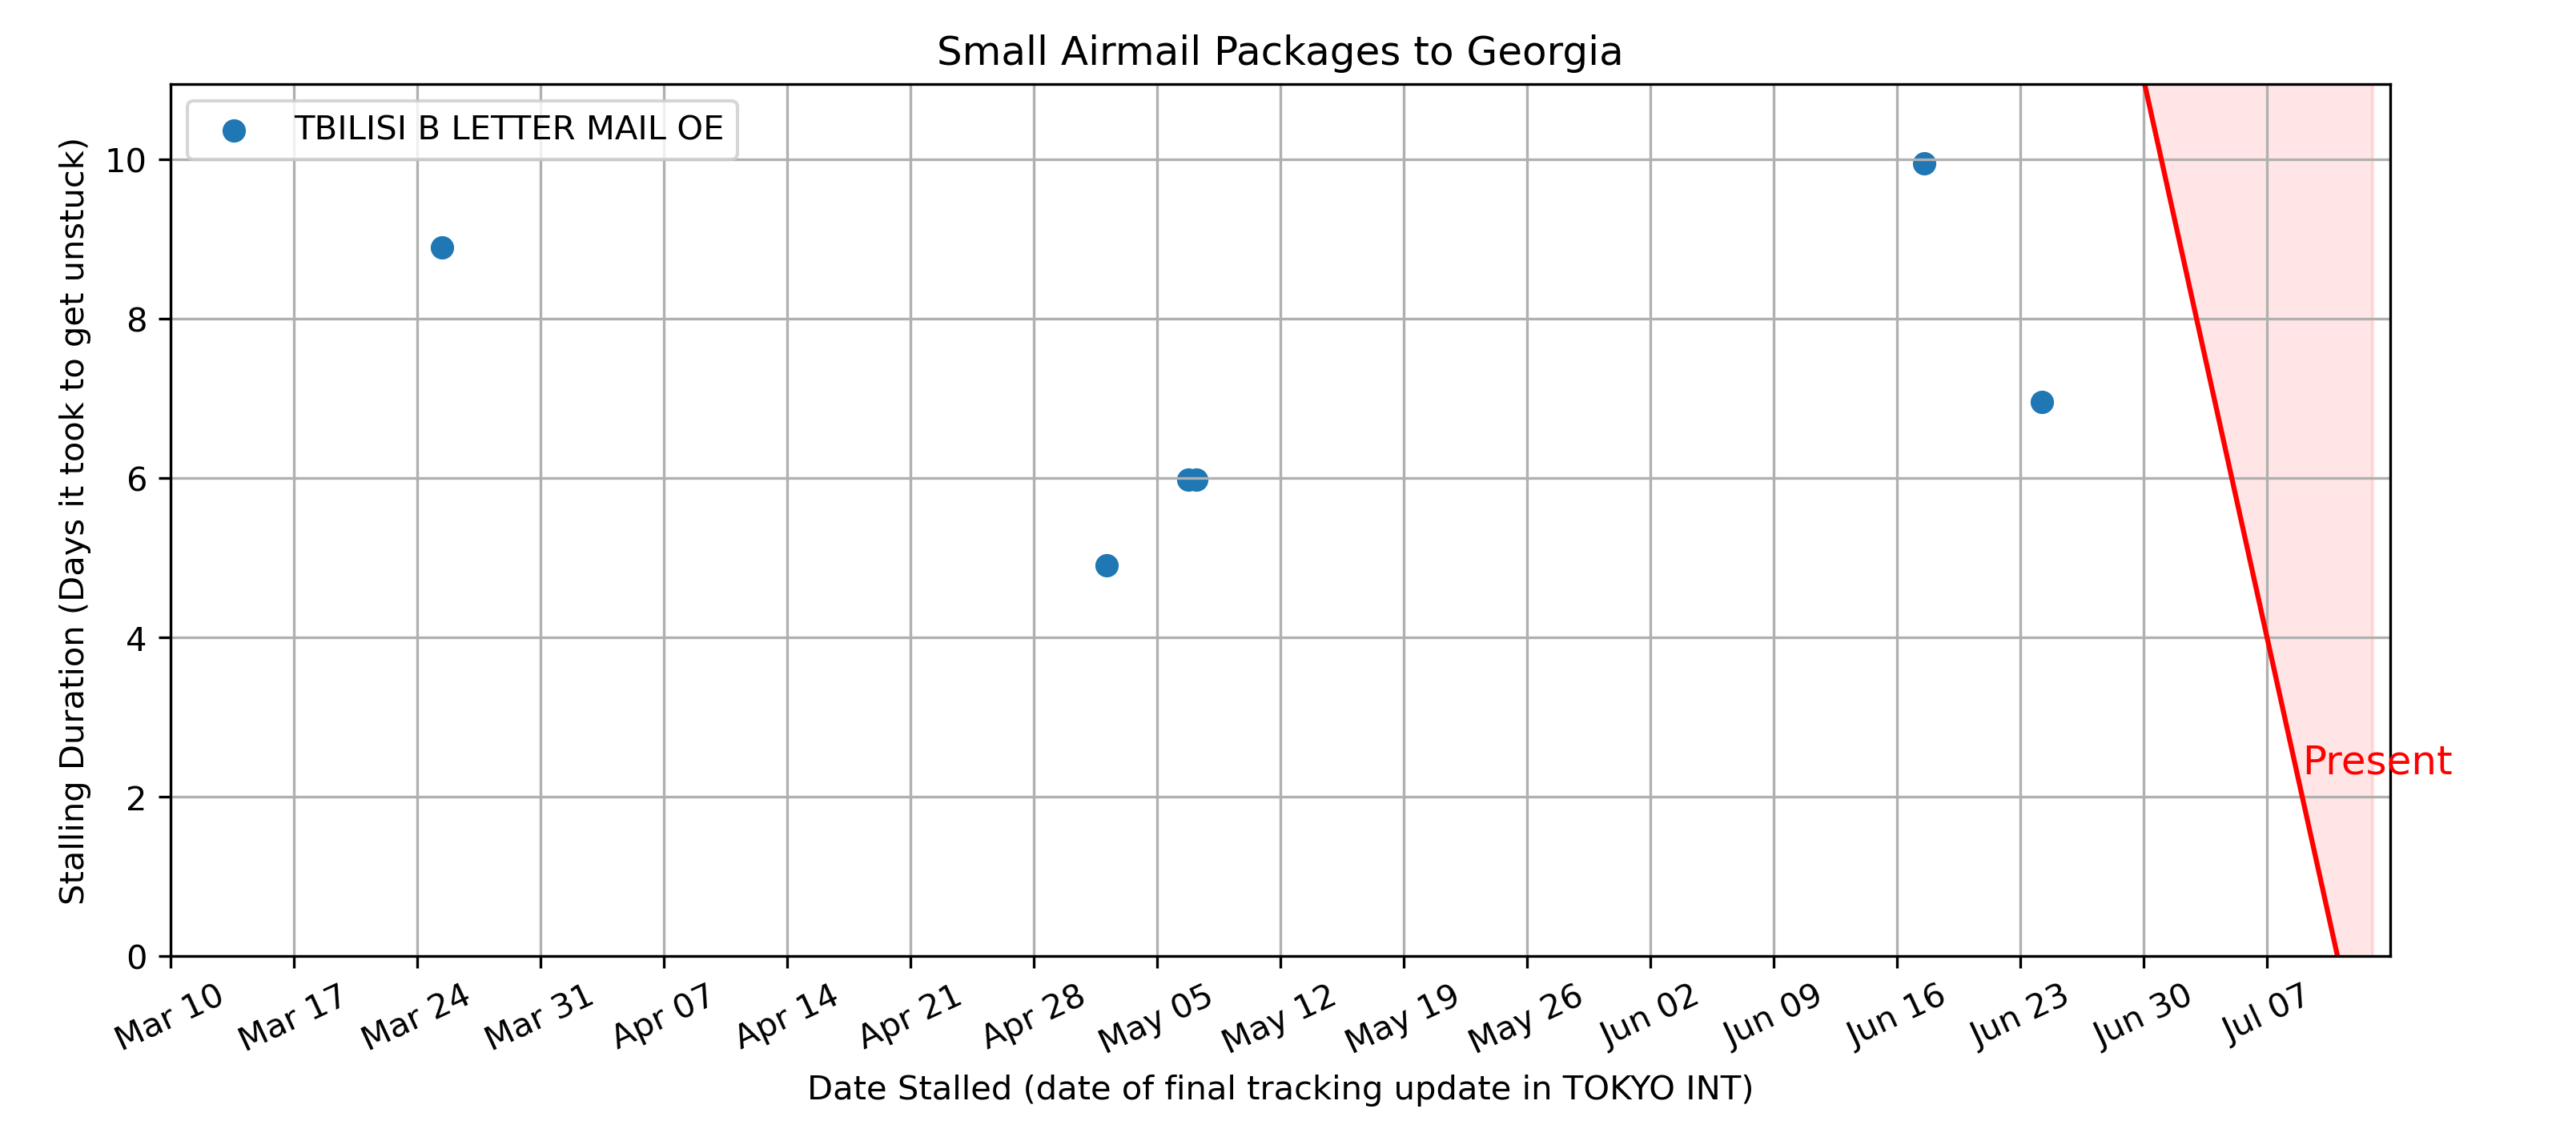 Small Airmail Packages to Georgia
TBILISI B LETTER MAIL OE
Stalling Duration (Days it took to get unstuck)
10
8
6
4
2
0
Present
Mar 10
Mar 17
Mar 24
Mar 31
Apr 07
Apr 14
Apr 21
Apr 28
May 05
May 12
May 19
May 26
Jun 02
Jun 09
Jun 16
Jun 23
Jun 30
Jul 07
Date Stalled (date of final tracking update in TOKYO INT)